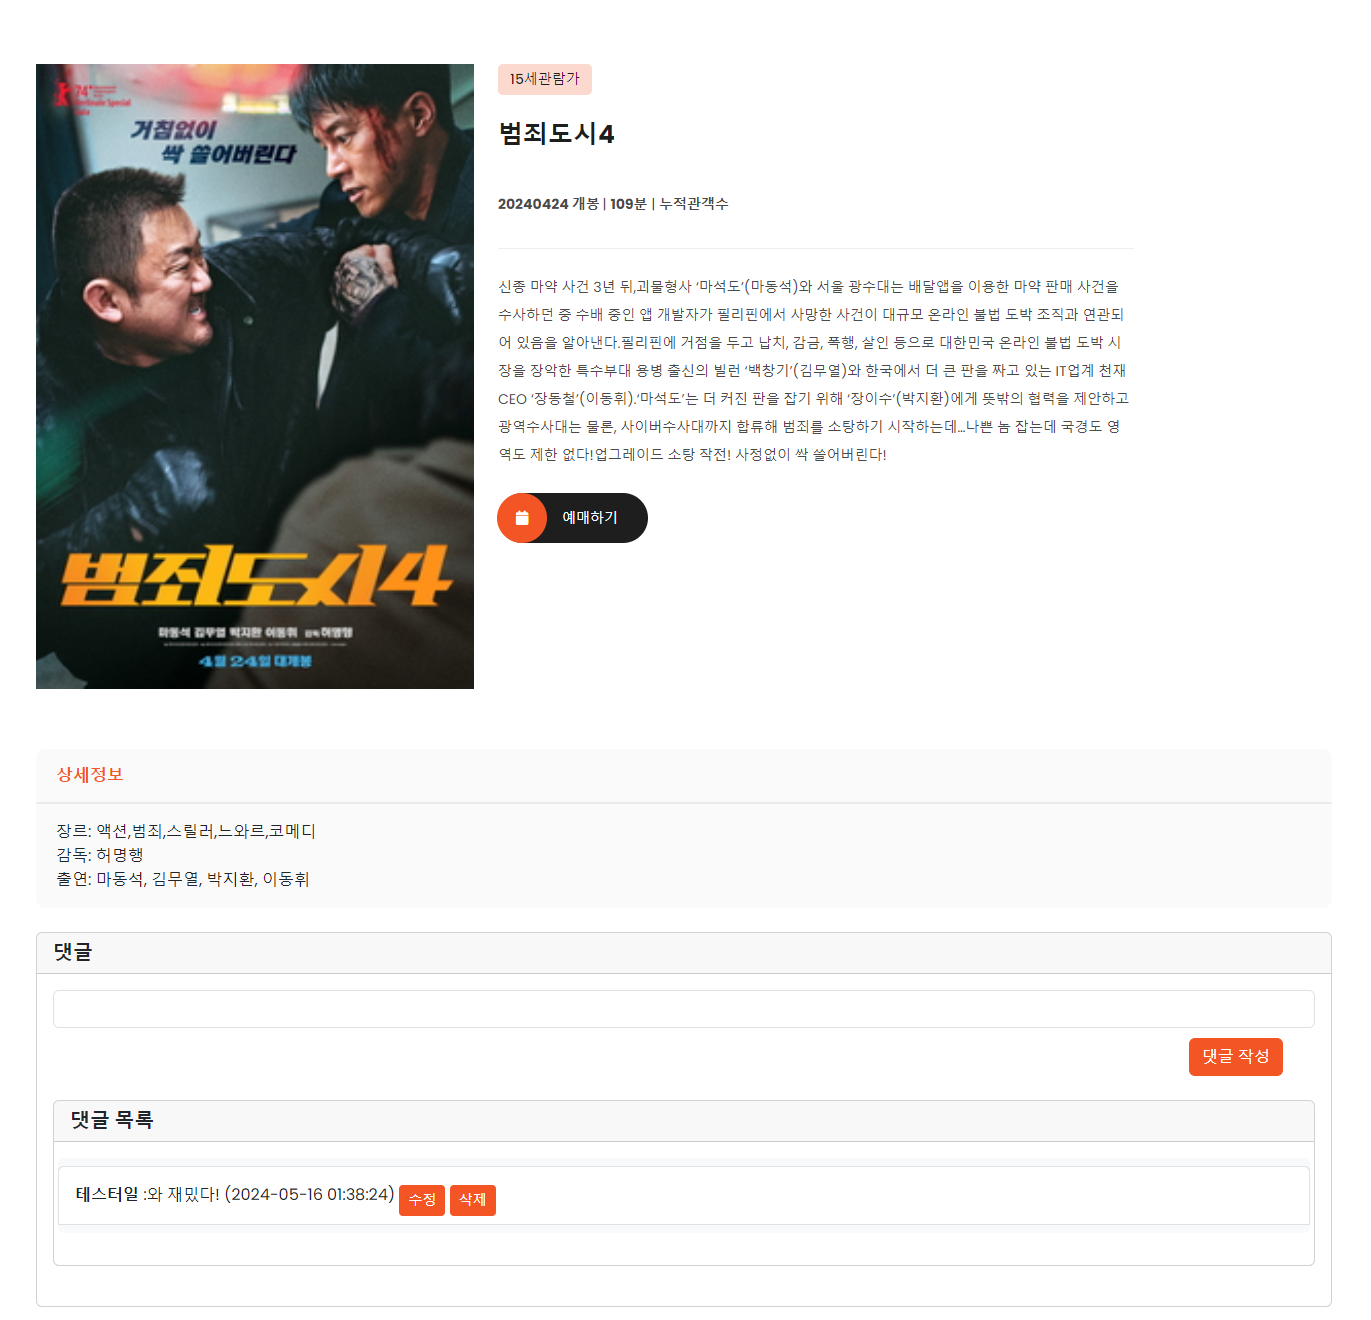 74
Berlinale Special
Gala
거침없이
싹 쓸어버린다
범죄도시4
마동석 김무열 박지환 이동휘 감독 허명행
4월 24일 대개봉
15세관람가
범죄도시4
20240424 개봉 | 109분 | 누적관객수
신종 마약 사건 3년 뒤,괴물형사 ‘마석도’(마동석)와 서울 광수대는 배달앱을 이용한 마약 판매 사건을
수사하던 중 수배 중인 앱 개발자가 필리핀에서 사망한 사건이 대규모 온라인 불법 도박 조직과 연관되
어 있음을 알아낸다.필리핀에 거점을 두고 납치, 감금, 폭행, 살인 등으로 대한민국 온라인 불법 도박 시
장을 장악한 특수부대 용병 출신의 빌런 ‘백창기’(김무열)와 한국에서 더 큰 판을 짜고 있는 IT업계 천재
CEO ‘장동철’(이동휘).‘마석도’는 더 커진 판을 잡기 위해 ‘장이수’(박지환)에게 뜻밖의 협력을 제안하고
광역수사대는 물론, 사이버수사대까지 합류해 범죄를 소탕하기 시작하는데…나쁜 놈 잡는데 국경도 영
역도 제한 없다!업그레이드 소탕 작전! 사정없이 싹 쓸어버린다!
예매하기
상세정보
장르: 액션,범죄,스릴러,느와르,코메디
감독: 허명행
출연: 마동석, 김무열, 박지환, 이동휘
댓글
댓글 작성
댓글 목록
테스터일 :와 재밌다! (2024-05-16 01:38:24) 수정 삭제